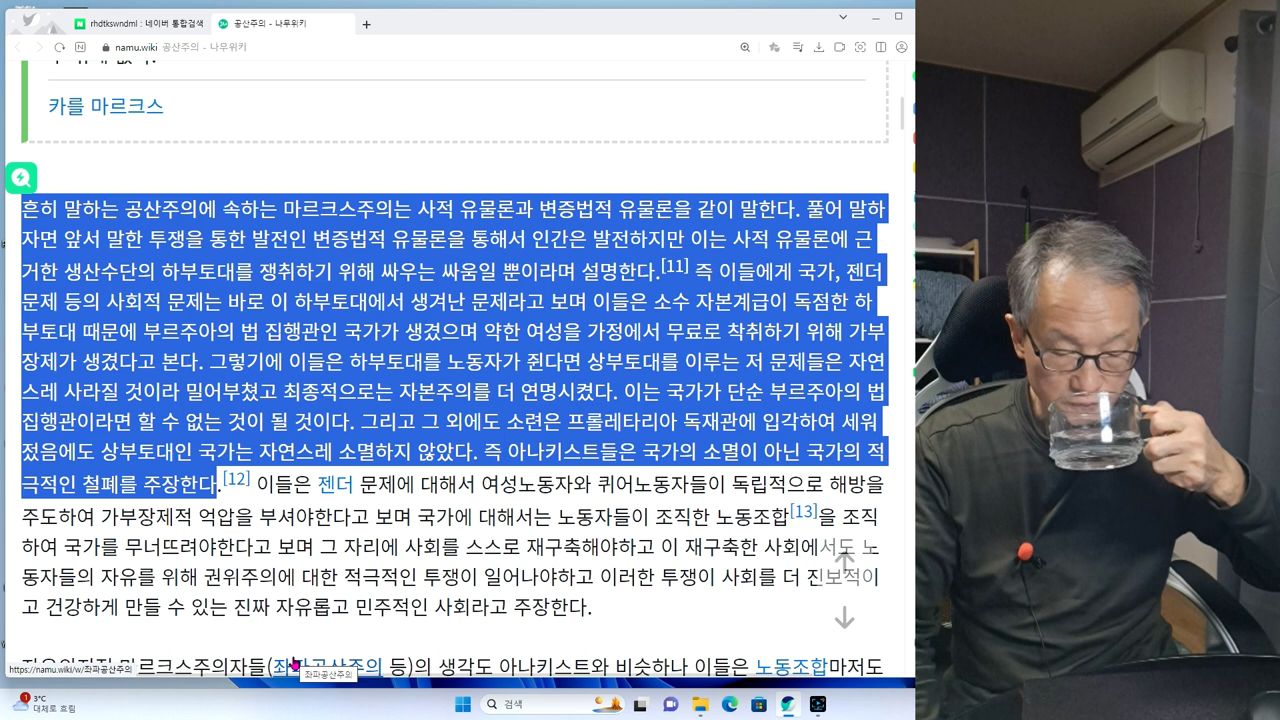 rhdtkswndml : 네이버 통합검색
공산주의 - 나무위키
namu.wiki 공산주의 - 나무위키
카를 마르크스
흔히 말하는 공산주의에 속하는 마르크스주의는 사적 유물론과 변증법적 유물론을 같이 말한다. 풀어 말하
자면 앞서 말한 투쟁을 통한 발전인 변증법적 유물론을 통해서 인간은 발전하지만 이는 사적 유물론에 근
거한 생산수단의 하부토대를 쟁취하기 위해 싸우는 싸움일 뿐이라며 설명한다.[11] 즉 이들에게 국가, 젠더
문제 등의 사회적 문제는 바로 이 하부토대에서 생겨난 문제라고 보며 이들은 소수 자본계급이 독점한 하
부토대 때문에 부르주아의 법 집행관인 국가가 생겼으며 약한 여성을 가정에서 무료로 착취하기 위해 가부
장제가 생겼다고 본다. 그렇기에 이들은 하부토대를 노동자가 쥔다면 상부토대를 이루는 저 문제들은 자연
스레 사라질 것이라 밀어부쳤고 최종적으로는 자본주의를 더 연명시켰다. 이는 국가가 단순 부르주아의 법
집행관이라면 할 수 없는 것이 될 것이다. 그리고 그 외에도 소련은 프롤레타리아 독재관에 입각하여 세워
졌음에도 상부토대인 국가는 자연스레 소멸하지 않았다. 즉 아나키스트들은 국가의 소멸이 아닌 국가의 적
극적인 철폐를 주장한다.[12] 이들은 젠더 문제에 대해서 여성노동자와 퀴어노동자들이 독립적으로 해방을
주도하여 가부장제적 억압을 부셔야한다고 보며 국가에 대해서는 노동자들이 조직한 노동조합[13]을 조직
하여 국가를 무너뜨려야한다고 보며 그 자리에 사회를 스스로 재구축해야하고 이 재구축한 사회에서도 노
동자들의 자유를 위해 권위주의에 대한 적극적인 투쟁이 일어나야하고 이러한 투쟁이 사회를 더 진보적이
고 건강하게 만들 수 있는 진짜 자유롭고 민주적인 사회라고 주장한다.
마르크스주의자들(좌파공산주의 등)의 생각도 아나키스트와 비슷하나 이들은 노동조합마저도
https://namu.wiki/w/좌파공산주의
좌파공산주의
1
3°C
대체로 흐림
검색